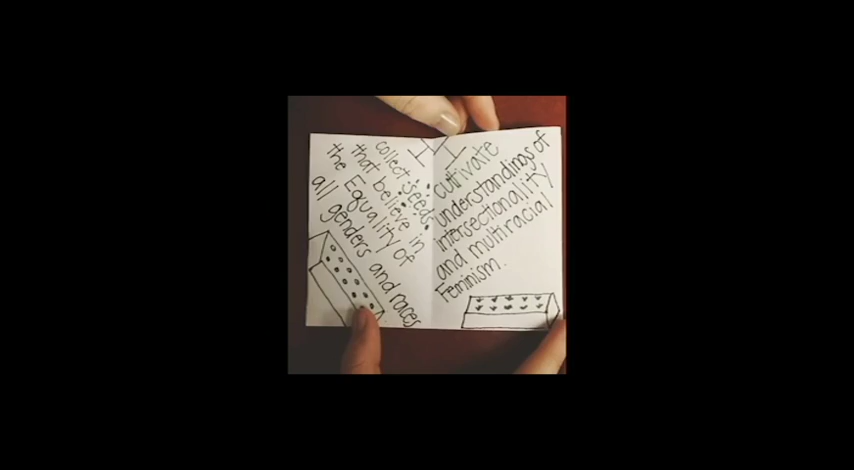 collect 'seeds'
that believe in
the Equality of
all genders and races
cultivate
understandings of
intersectionality
and multiracial
Feminism.